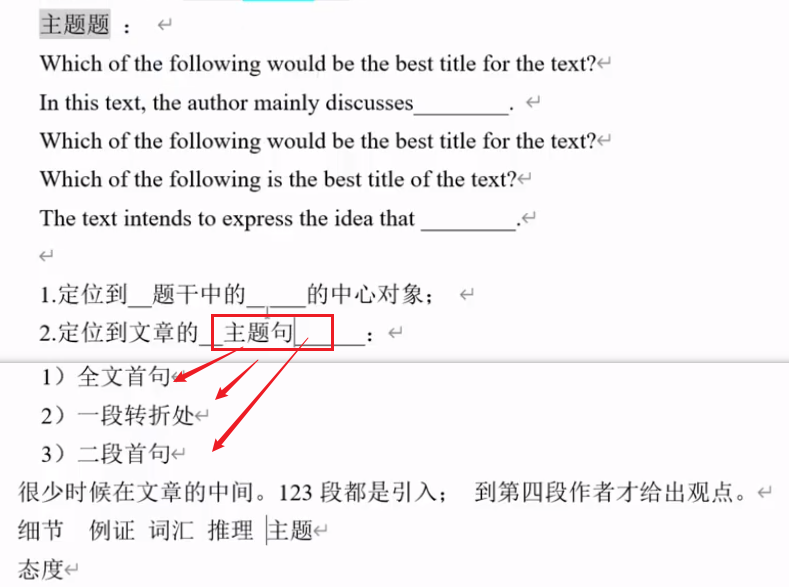 主题题 ：
Which of the following would be the best title for the text?
In this text, the author mainly discusses________.
Which of the following would be the best title for the text?
Which of the following is the best title of the text?
The text intends to express the idea that ________.
1.定位到__题干中的_____的中心对象；
2.定位到文章的__主题句______：
1）全文首句
2）一段转折处
3）二段首句
很少时候在文章的中间。123 段都是引入； 到第四段作者才给出观点。
细节 例证 词汇 推理 主题
态度